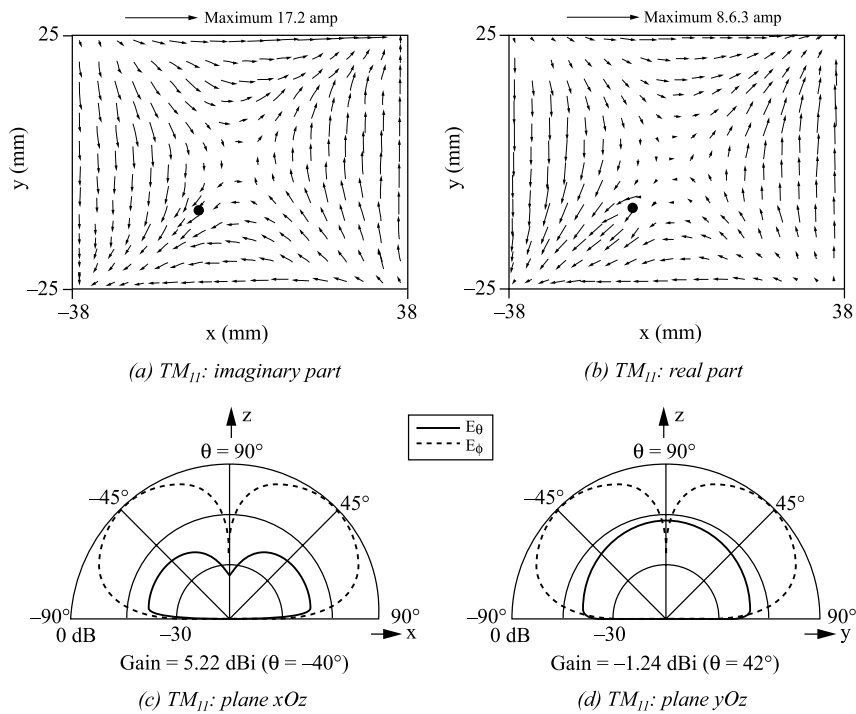 Maximum 17.2 amp
Maximum 8.6.3 amp
25
y (mm)
–25
–38
38
x (mm)
25
y (mm)
–25
–38
38
x (mm)
(a) TM11: imaginary part
(b) TM11: real part
z
θ = 90°
–45°
45°
–90°
90°
0 dB
–30
x
Gain = 5.22 dBi (θ = –40°)
(c) TM11: plane xOz
Eθ
Eϕ
z
θ = 90°
–45°
45°
–90°
90°
0 dB
–30
y
Gain = –1.24 dBi (θ = 42°)
(d) TM11: plane yOz